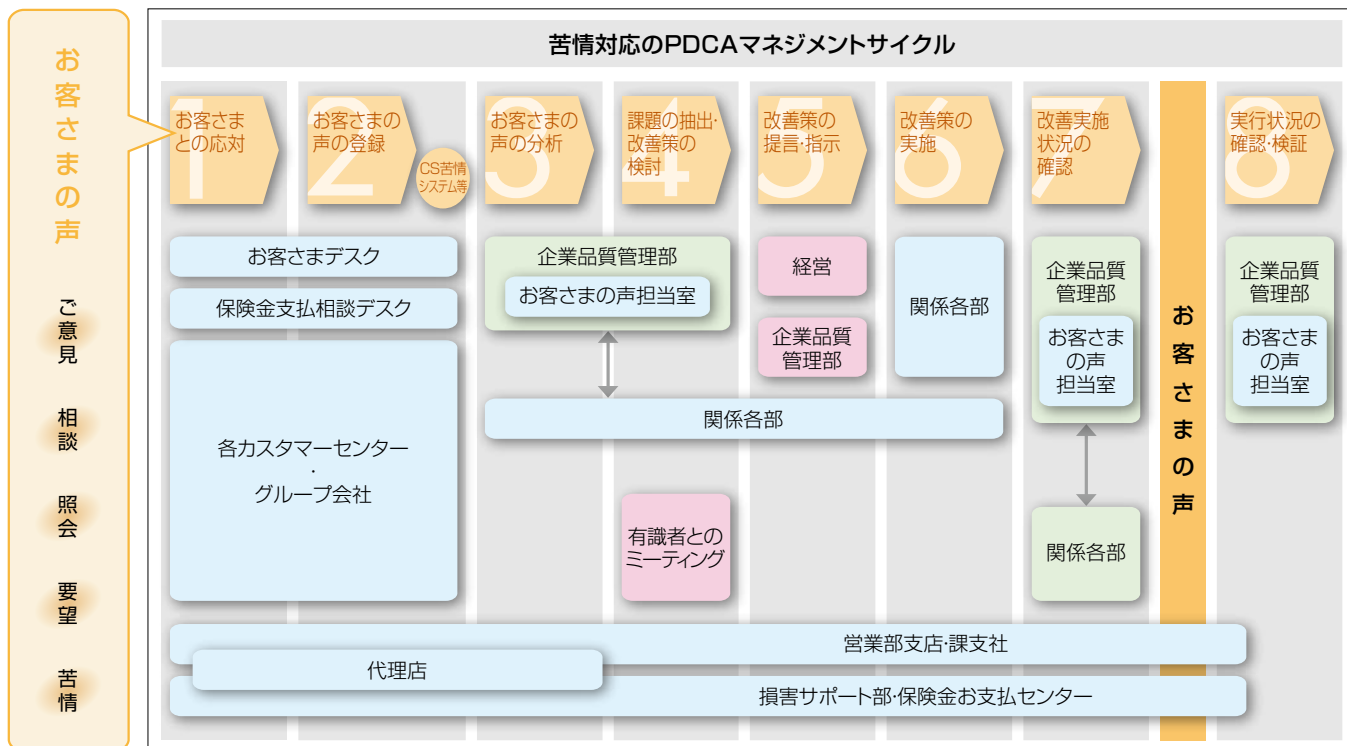 お客さまの声
ご意見
相談
照会
要望
苦情
苦情対応のPDCAマネジメントサイクル
1
お客さま
との応対
2
お客さまの
声の登録
CS苦情
システム等
3
お客さまの
声の分析
4
課題の抽出・
改善策の
検討
5
改善策の
提言・指示
6
改善策の
実施
7
改善実施
状況の
確認
8
実行状況の
確認・検証
お客さまデスク
保険金支払相談デスク
各カスタマーセンター
・
グループ会社
企業品質管理部
お客さまの声担当室
経営
企業品質
管理部
関係各部
関係各部
有識者との
ミーティング
企業品質
管理部
お客さま
の声
担当室
関係各部
お客さまの声
企業品質
管理部
お客さま
の声
担当室
営業部支店・課支社
代理店
損害サポート部・保険金お支払センター